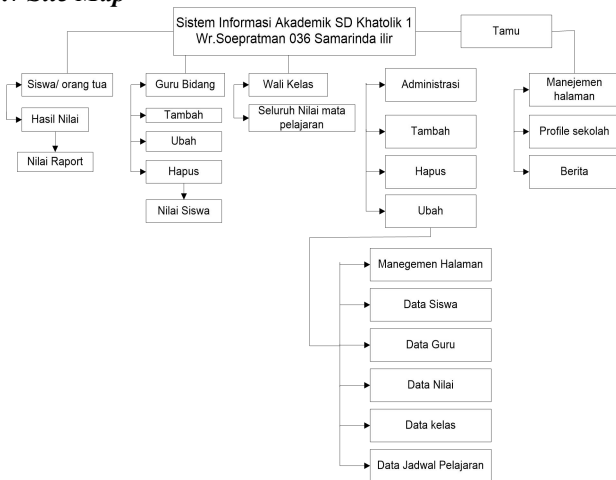 Site Map
Sistem Informasi Akademik SD Khatolik 1
Wr.Soepratman 036 Samarinda ilir
Tamu
Siswa/ orang tua
Hasil Nilai
Nilai Raport
Guru Bidang
Tambah
Ubah
Hapus
Nilai Siswa
Wali Kelas
Seluruh Nilai mata
pelajaran
Administrasi
Tambah
Hapus
Ubah
Manegemen Halaman
Data Siswa
Data Guru
Data Nilai
Data kelas
Data Jadwal Pelajaran
Manejemen
halaman
Profile sekolah
Berita